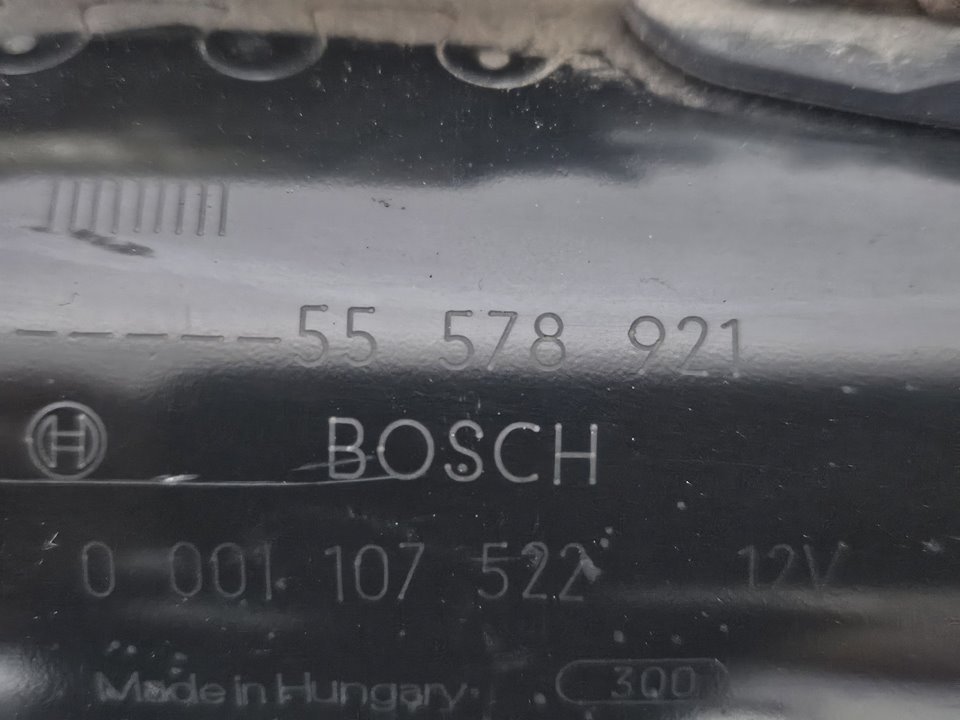 ------55 578 921
BOSCH
0 001 107 522 12V
Made in Hungary 300